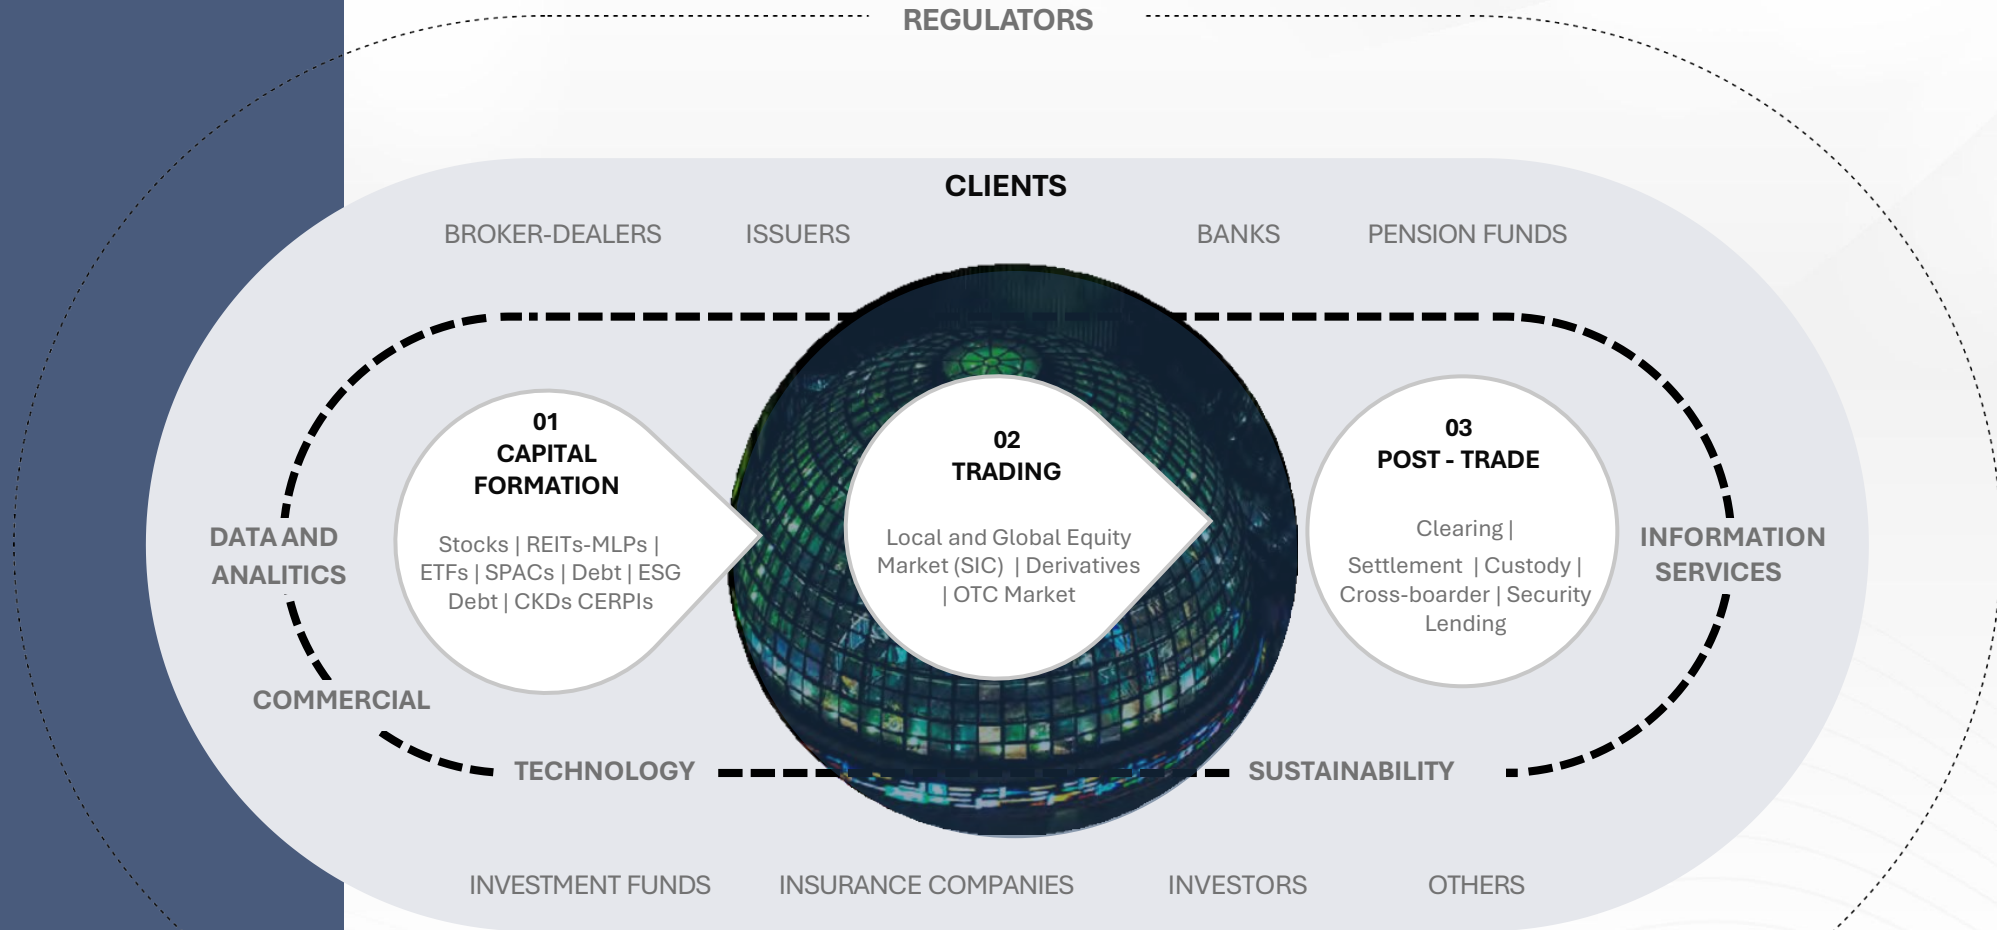 REGULATORS
CLIENTS
BROKER-DEALERS
ISSUERS
BANKS
PENSION FUNDS
01
CAPITAL
FORMATION
Stocks | REITs-MLPs |
ETFs | SPACs | Debt | ESG
Debt | CKDs CERPIs
02
TRADING
Local and Global Equity
Market (SIC) | Derivatives
| OTC Market
03
POST - TRADE
Clearing |
Settlement | Custody |
Cross-boarder | Security
Lending
DATA AND
ANALITICS
INFORMATION
SERVICES
COMMERCIAL
TECHNOLOGY
SUSTAINABILITY
INVESTMENT FUNDS
INSURANCE COMPANIES
INVESTORS
OTHERS